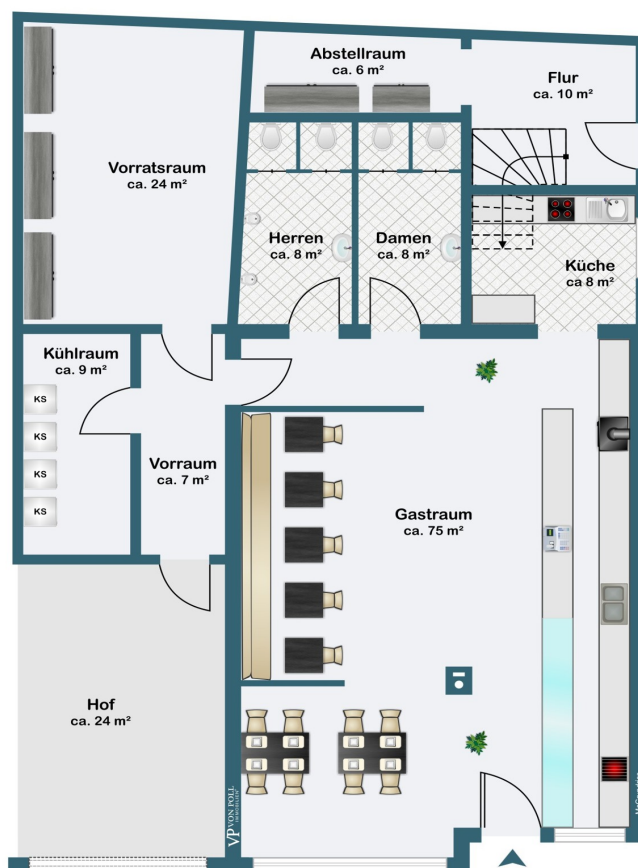 Abstellraum
ca. 6 m²
Flur
ca. 10 m²
Vorratsraum
ca. 24 m²
Herren
ca. 8 m²
Damen
ca. 8 m²
Küche
ca 8 m²
Kühlraum
ca. 9 m²
KS
KS
KS
KS
Vorraum
ca. 7 m²
Gastraum
ca. 75 m²
Hof
ca. 24 m²
VP VON POLL
IMMOBILIEN